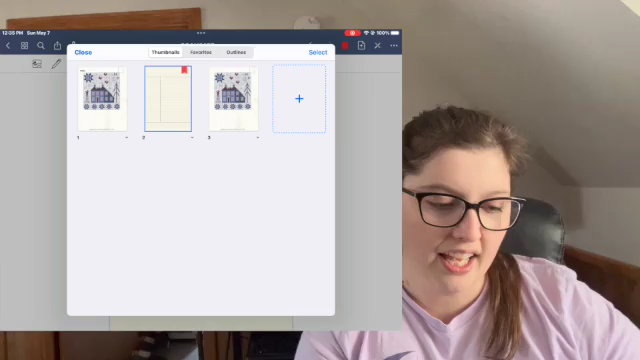 12:35 PM Sun May 7
100%
Close
Thumbnails Favorites Outlines
Select
1
2
3